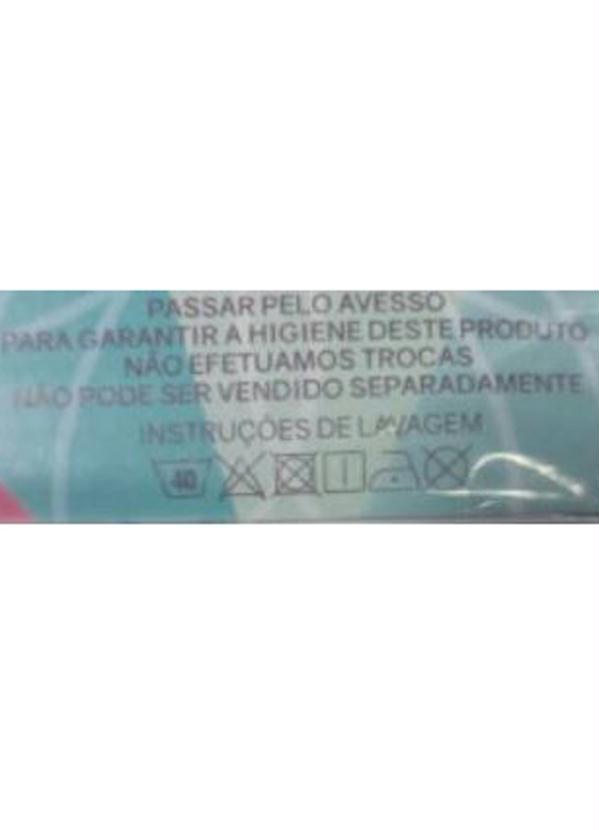 PASSAR PELO AVESSO
PARA GARANTIR A HIGIENE DESTE PRODUTO
NÃO EFETUAMOS TROCAS
NÃO PODE SER VENDIDO SEPARADAMENTE
INSTRUÇÕES DE LAVAGEM
40